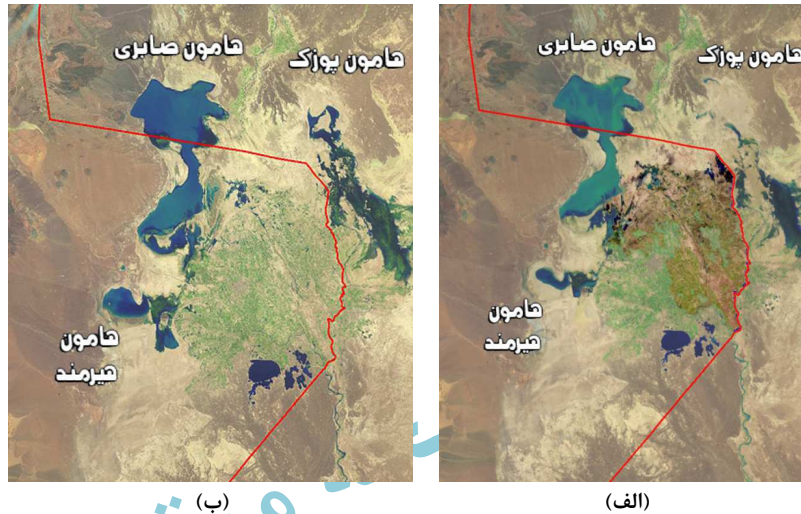 هامون صابری
هامون پوزک
هامون
هیرمند
(الف)
هامون صابری
هامون پوزک
هامون
هیرمند
(ب)